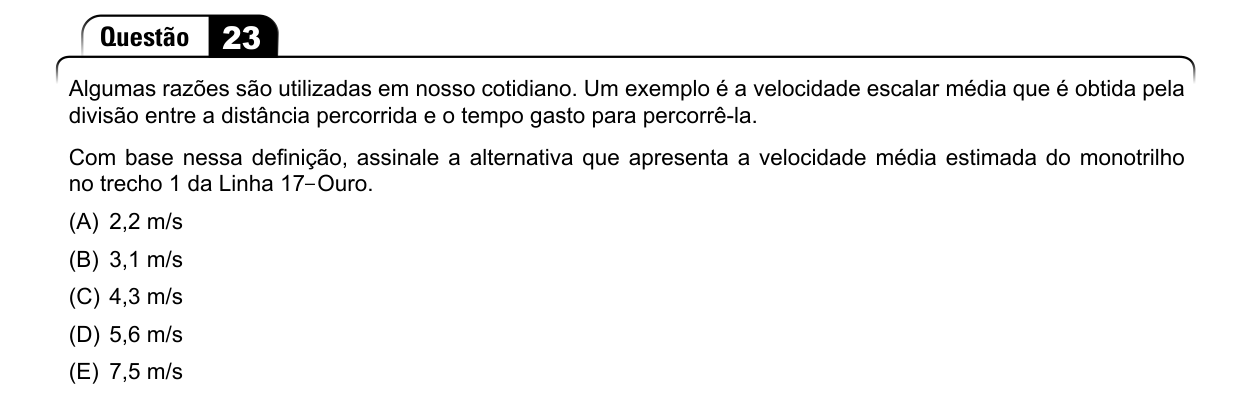 Questão 23
Algumas razões são utilizadas em nosso cotidiano. Um exemplo é a velocidade escalar média que é obtida pela
divisão entre a distância percorrida e o tempo gasto para percorrê-la.
Com base nessa definição, assinale a alternativa que apresenta a velocidade média estimada do monotrilho
no trecho 1 da Linha 17–Ouro.
(A) 2,2 m/s
(B) 3,1 m/s
(C) 4,3 m/s
(D) 5,6 m/s
(E) 7,5 m/s